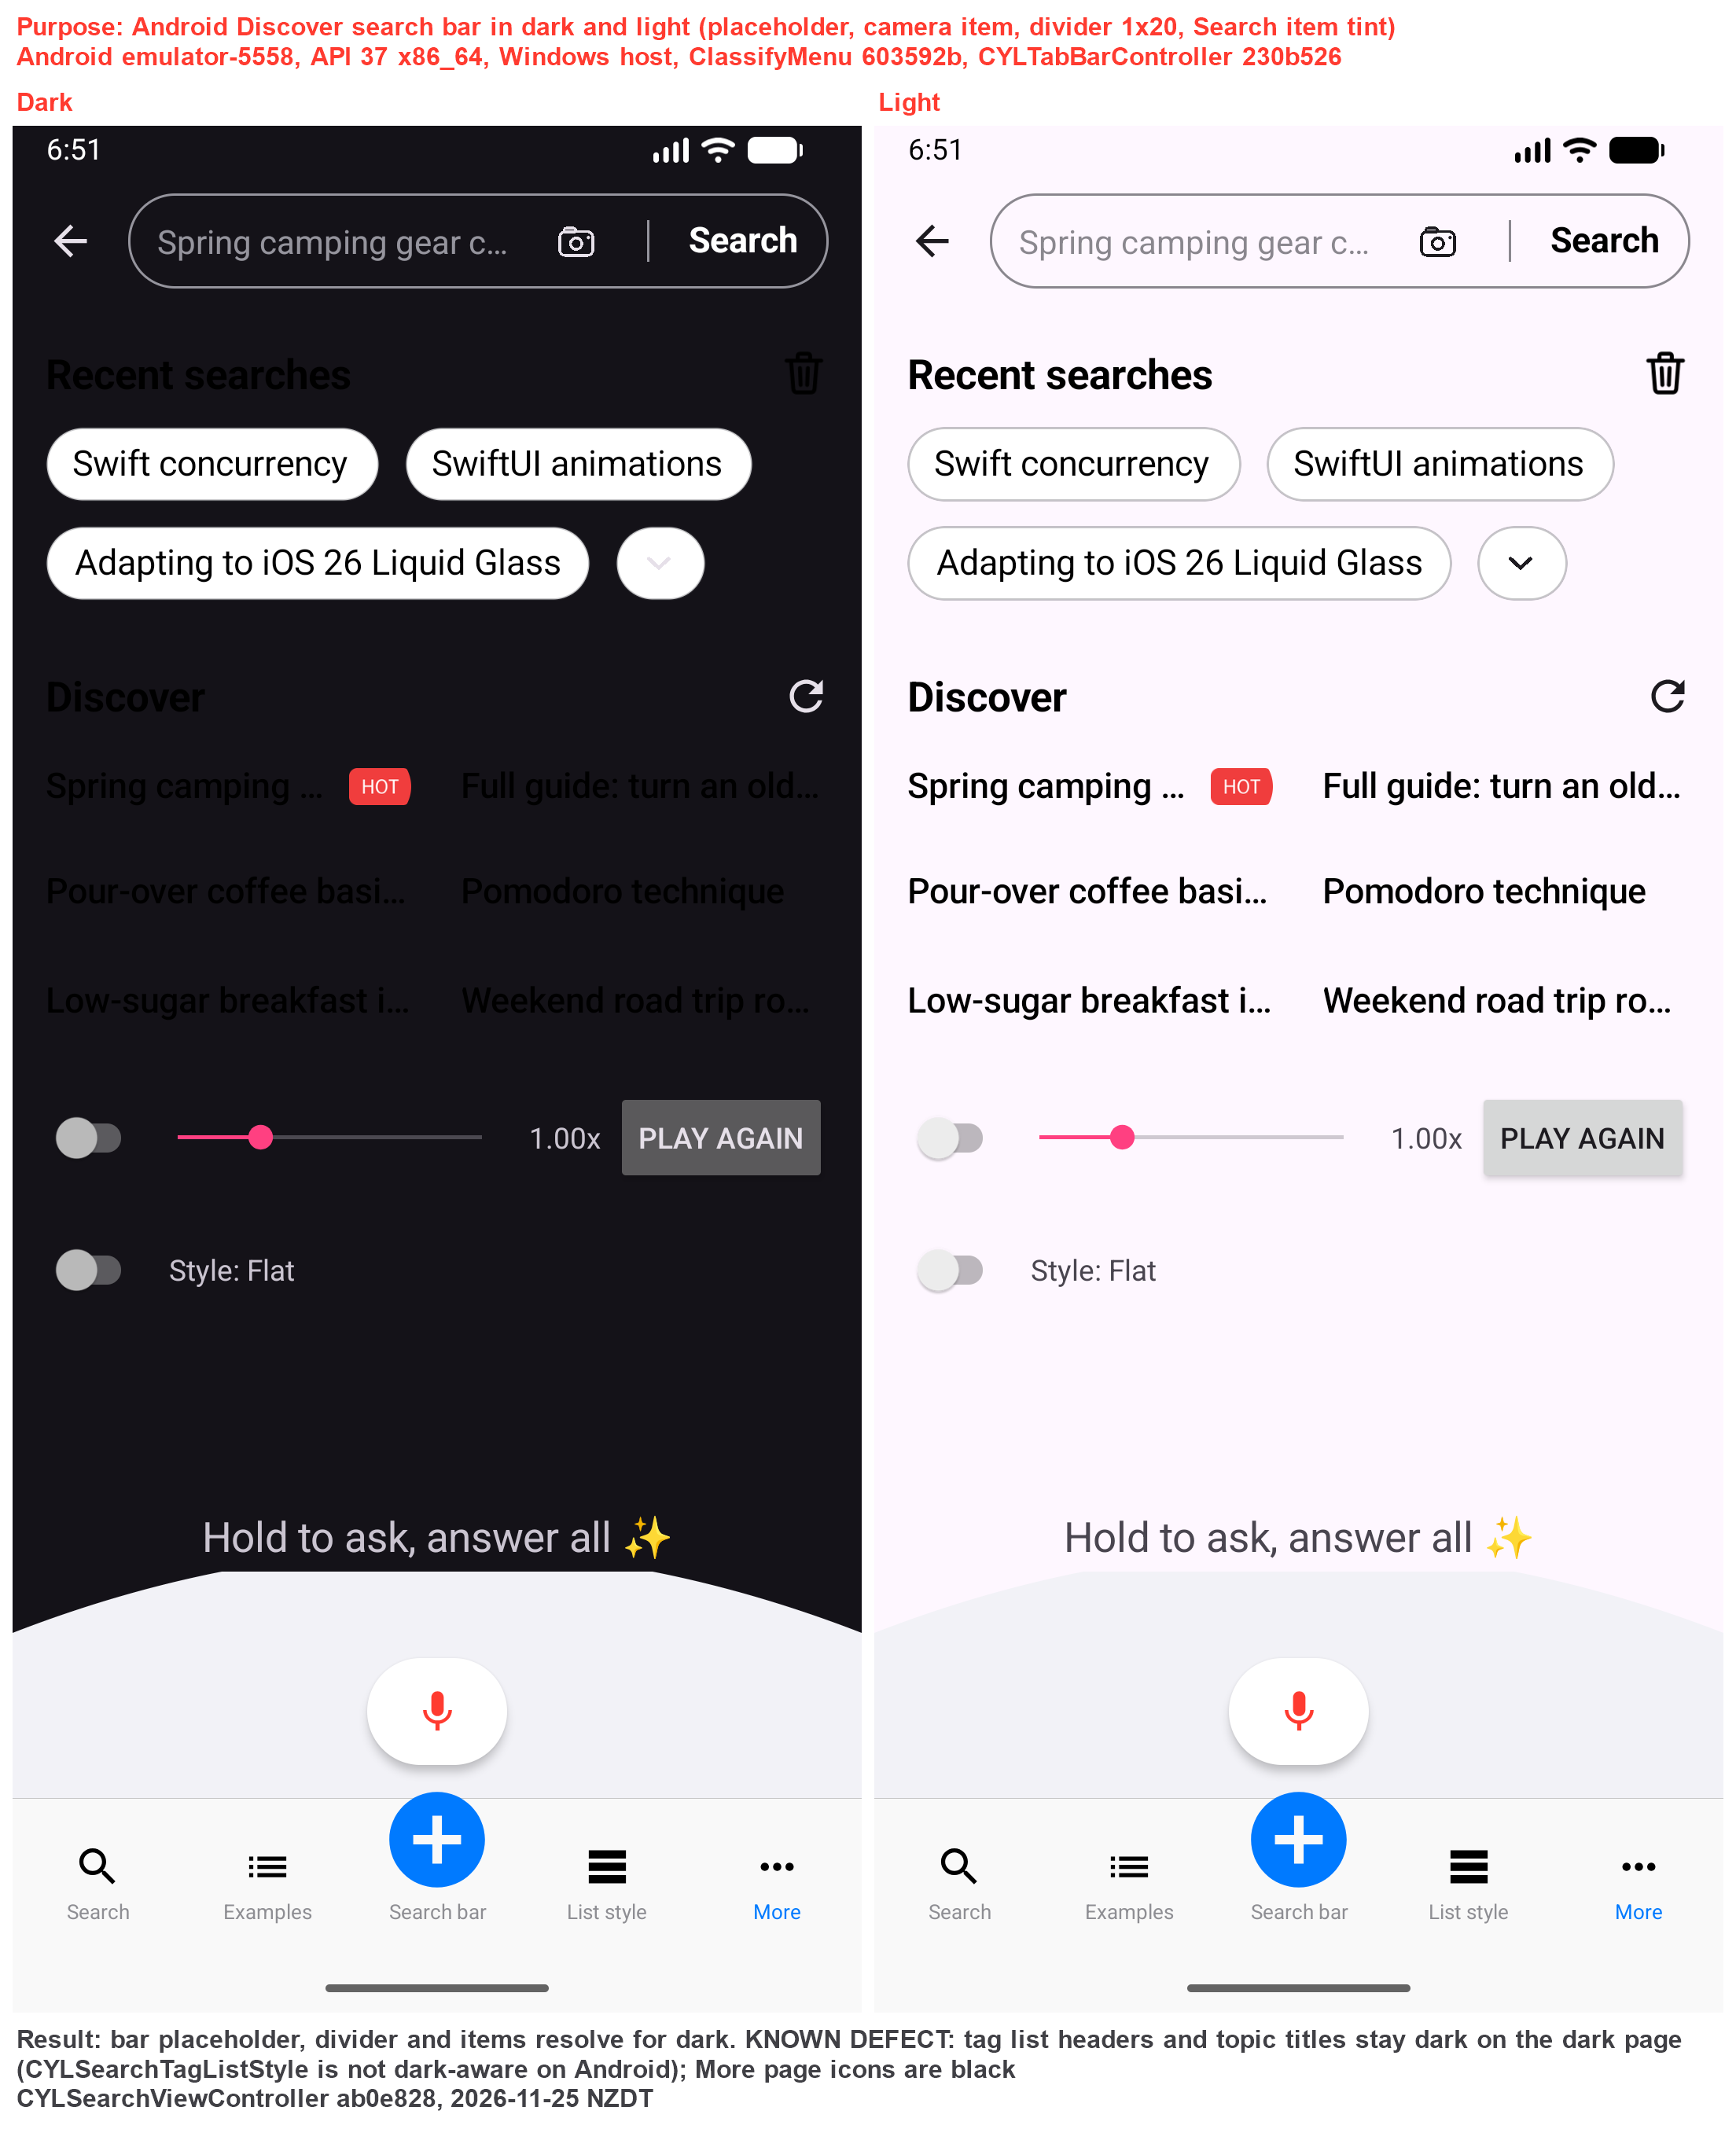 Purpose: Android Discover search bar in dark and light (placeholder, camera item, divider 1x20, Search item tint)
Android emulator-5558, API 37 x86_64, Windows host, ClassifyMenu 603592b, CYLTabBarController 230b526
Dark
6:51
Spring camping gear c...
Search
Recent searches
Swift concurrency
SwiftUI animations
Adapting to iOS 26 Liquid Glass
Discover
Spring camping ...
HOT
Full guide: turn an old...
Pour-over coffee basi...
Pomodoro technique
Low-sugar breakfast i...
Weekend road trip ro...
1.00x
PLAY AGAIN
Style: Flat
Hold to ask, answer all ✨
Search
Examples
Search bar
List style
More
Light
6:51
Spring camping gear c...
Search
Recent searches
Swift concurrency
SwiftUI animations
Adapting to iOS 26 Liquid Glass
Discover
Spring camping ...
HOT
Full guide: turn an old...
Pour-over coffee basi...
Pomodoro technique
Low-sugar breakfast i...
Weekend road trip ro...
1.00x
PLAY AGAIN
Style: Flat
Hold to ask, answer all ✨
Search
Examples
Search bar
List style
More
Result: bar placeholder, divider and items resolve for dark. KNOWN DEFECT: tag list headers and topic titles stay dark on the dark page
(CYLSearchTagListStyle is not dark-aware on Android); More page icons are black
CYLSearchViewController ab0e828, 2026-11-25 NZDT